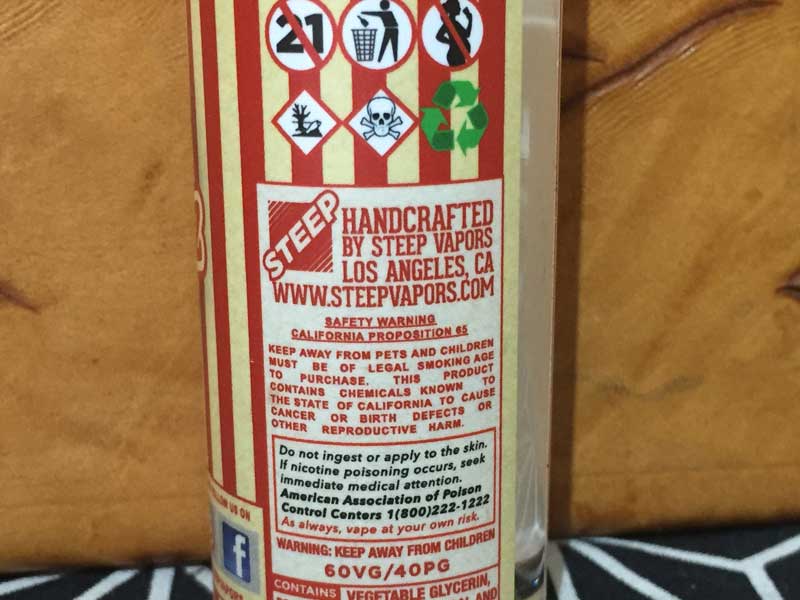 21
STEEP
HANDCRAFTED
BY STEEP VAPORS
LOS ANGELES, CA
WWW.STEEPVAPORS.COM
SAFETY WARNING
CALIFORNIA PROPOSITION 65
KEEP AWAY FROM PETS AND CHILDREN
MUST BE OF LEGAL SMOKING AGE
TO PURCHASE. THIS PRODUCT
CONTAINS CHEMICALS KNOWN TO
THE STATE OF CALIFORNIA TO CAUSE
CANCER OR BIRTH DEFECTS OR
OTHER REPRODUCTIVE HARM.
Do not ingest or apply to the skin.
If nicotine poisoning occurs, seek
immediate medical attention.
American Association of Poison
Control Centers 1(800)222-1222
As always, vape at your own risk.
WARNING: KEEP AWAY FROM CHILDREN
60VG/40PG
CONTAINS VEGETABLE GLYCERIN,
AND
US ON
f